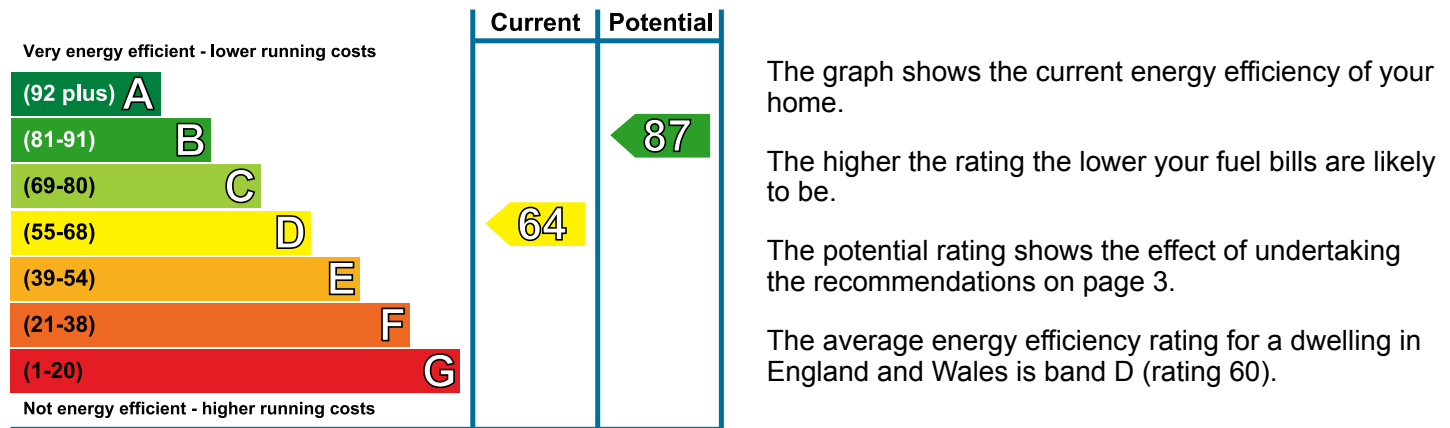 Current Potential
Very energy efficient - lower running costs
(92 plus) A
(81-91) B
87
(69-80) C
(55-68) D
64
(39-54) E
(21-38) F
(1-20) G
Not energy efficient - higher running costs
The graph shows the current energy efficiency of your
home.
The higher the rating the lower your fuel bills are likely
to be.
The potential rating shows the effect of undertaking
the recommendations on page 3.
The average energy efficiency rating for a dwelling in
England and Wales is band D (rating 60).